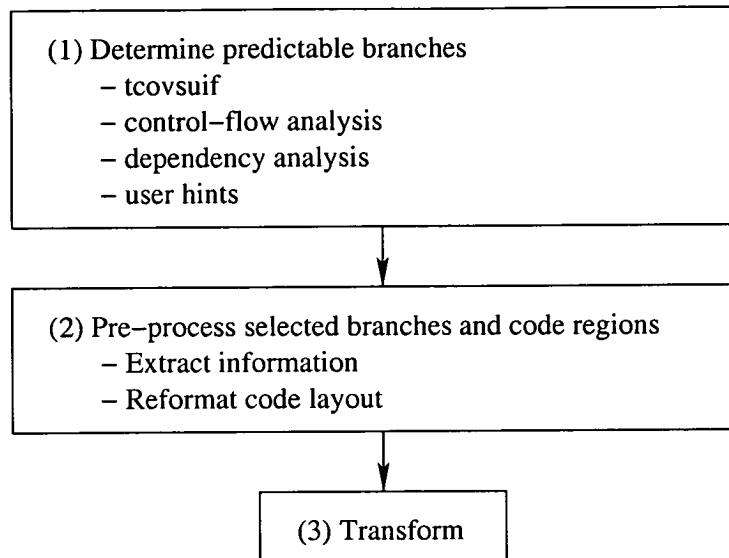 (1) Determine predictable branches
– tcovsuif
– control–flow analysis
– dependency analysis
– user hints
(2) Pre–process selected branches and code regions
– Extract information
– Reformat code layout
(3) Transform